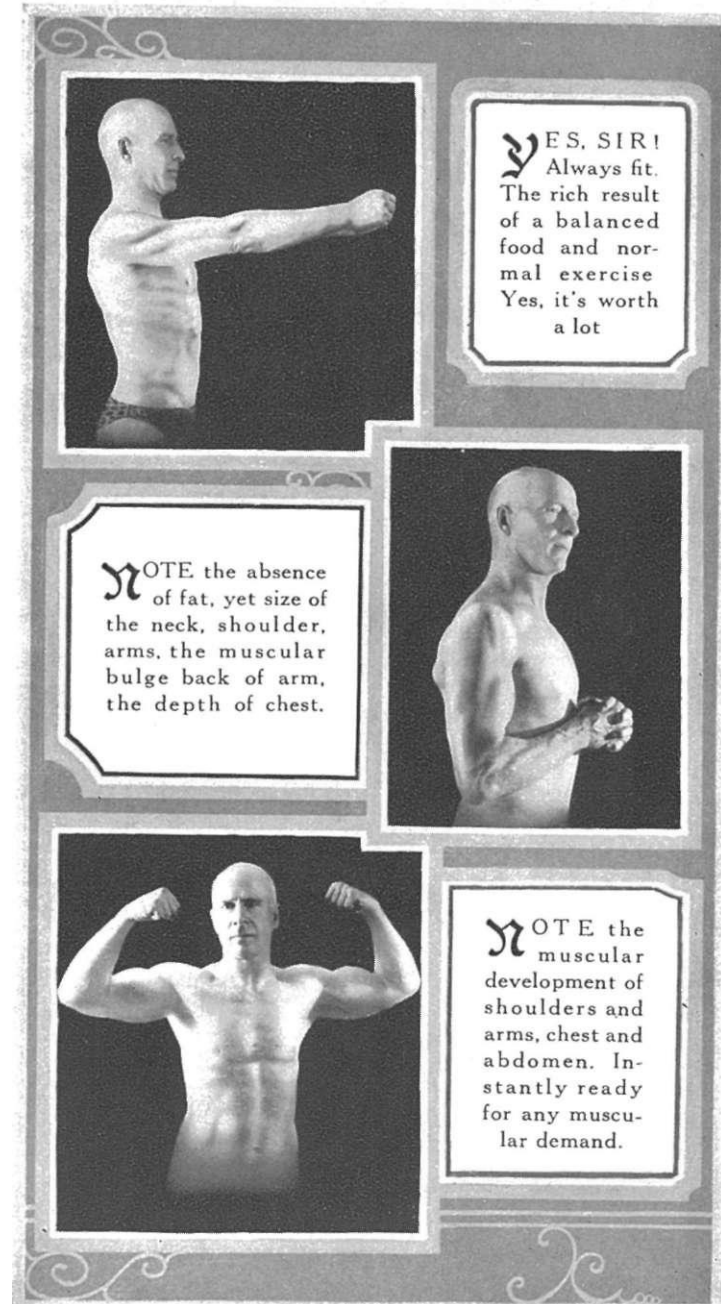 YES, SIR!
Always fit.
The rich result
of a balanced
food and nor-
mal exercise
Yes, it's worth
a lot
NOTE the absence
of fat, yet size of
the neck, shoulder,
arms, the muscular
bulge back of arm,
the depth of chest.
NOTE the
muscular
development of
shoulders and
arms, chest and
abdomen. In-
stantly ready
for any muscu-
lar demand.